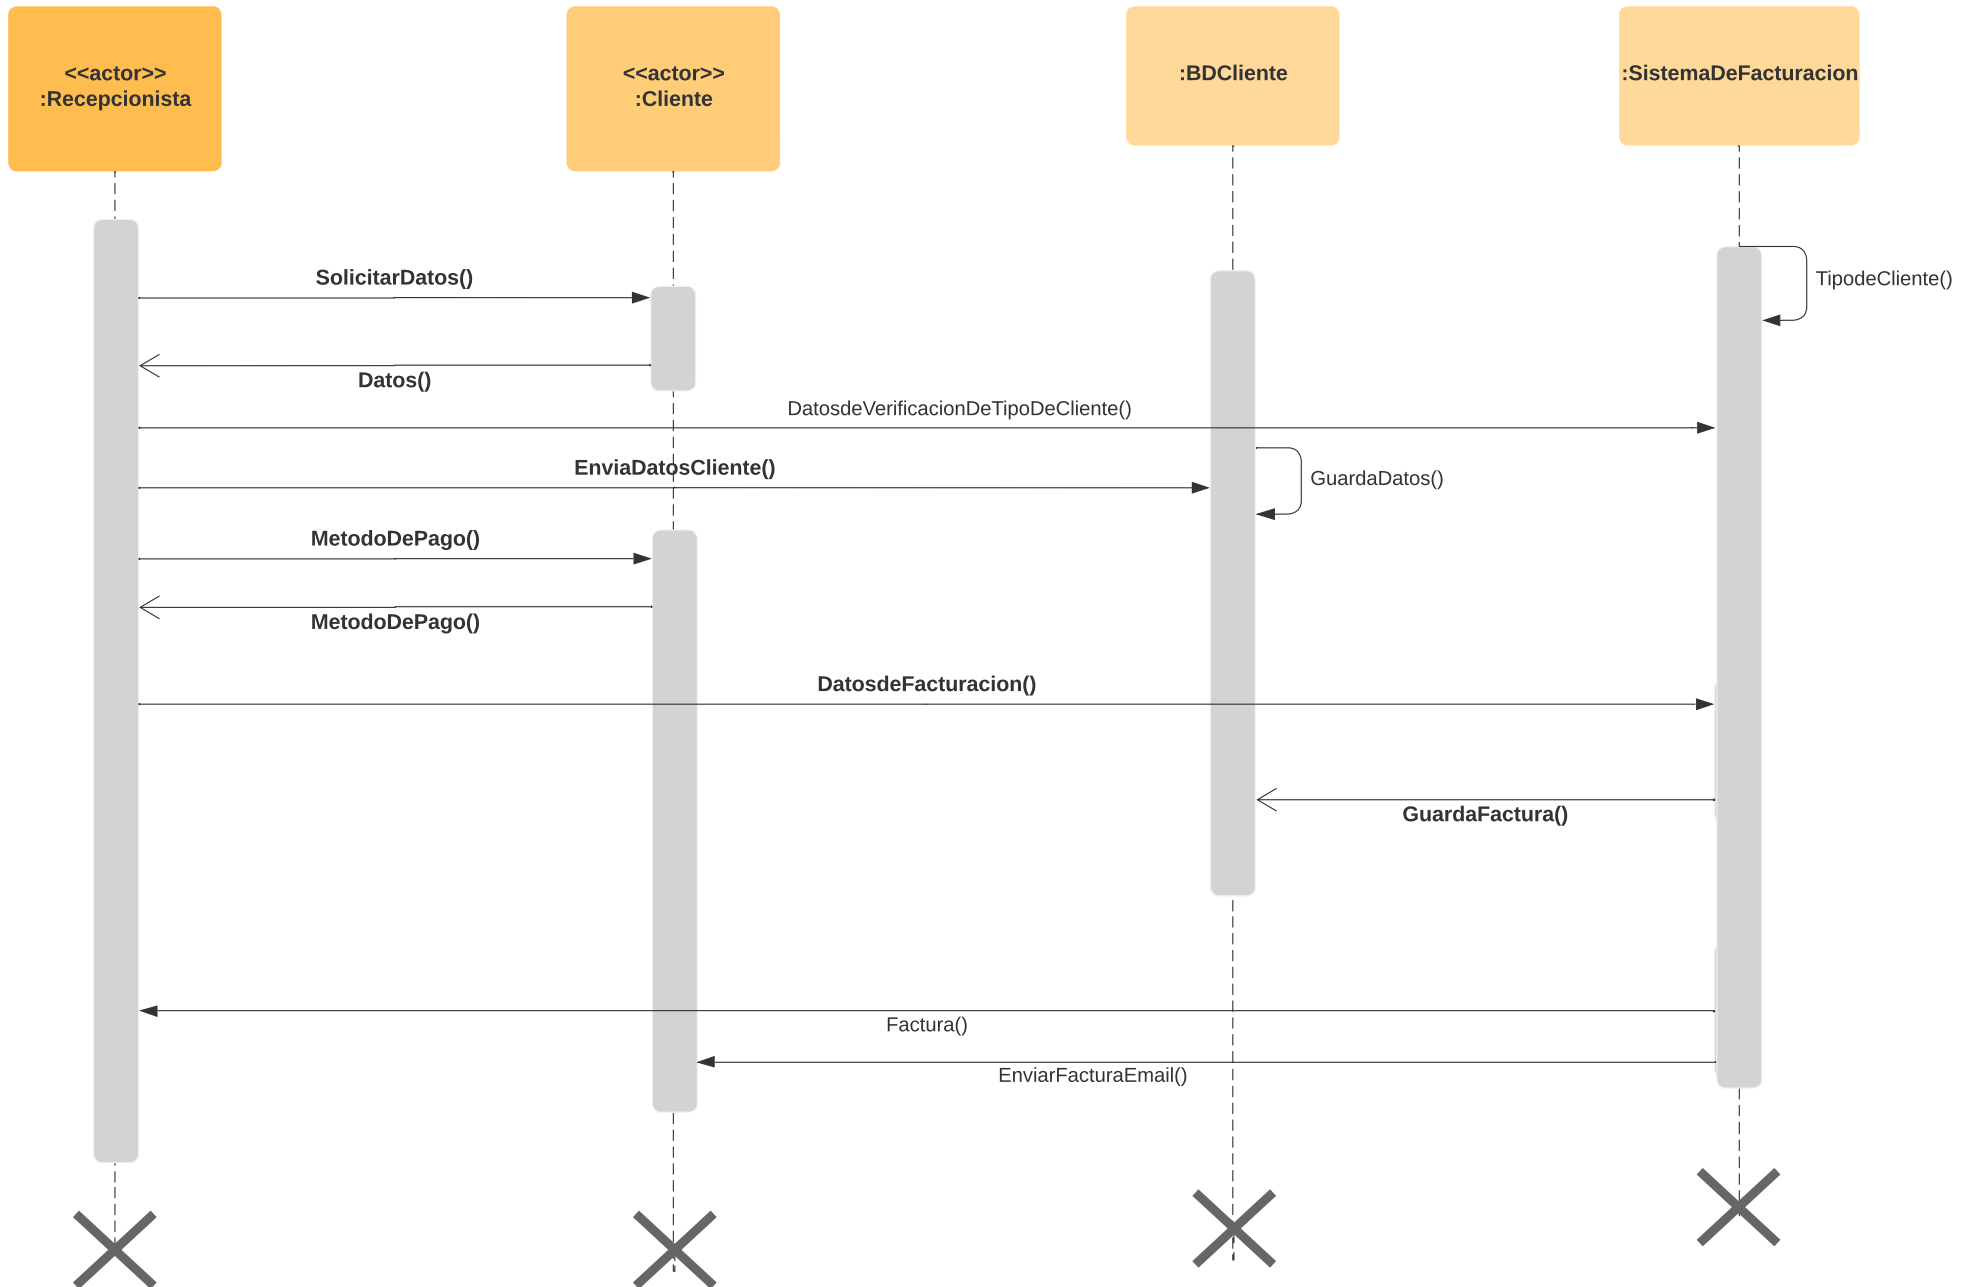 <<actor>>
:Recepcionista
<<actor>>
:Cliente
:BDCliente
:SistemaDeFacturacion
SolicitarDatos()
TipodeCliente()
Datos()
DatosdeVerificacionDeTipoDeCliente()
EnviaDatosCliente()
GuardaDatos()
MetodoDePago()
MetodoDePago()
DatosdeFacturacion()
GuardaFactura()
Factura()
EnviarFacturaEmail()